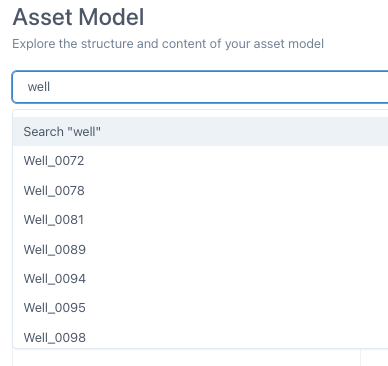 Asset Model
Explore the structure and content of your asset model
well
Search "well"
Well_0072
Well_0078
Well_0081
Well_0089
Well_0094
Well_0095
Well_0098